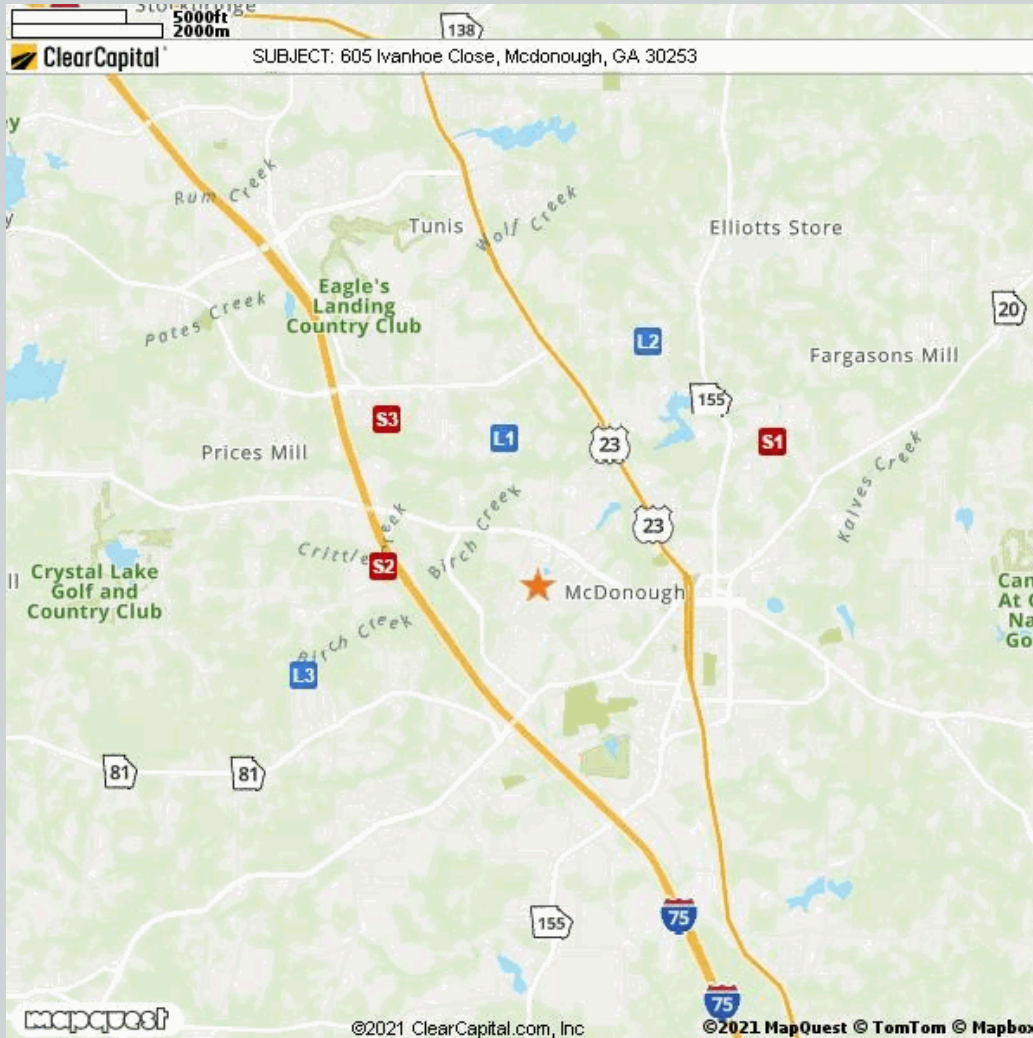 5000ft
2000m
138
ClearCapital
SUBJECT: 605 Ivanhoe Close, Mcdonough, GA 30253
Rum Creek
Tunis
Wolf Creek
Elliotts Store
Eagle's
Landing
Country Club
Pates Creek
20
L2
Fargasons Mill
155
S3
L1
S1
23
Prices Mill
Kalves Creek
23
Birch Creek
S2
Crystal Lake
Golf and
Country Club
McDonough
Birch Creek
L3
81
81
155
75
75
mapquest
©2021 ClearCapital.com, Inc
©2021 MapQuest © TomTom © Mapbox